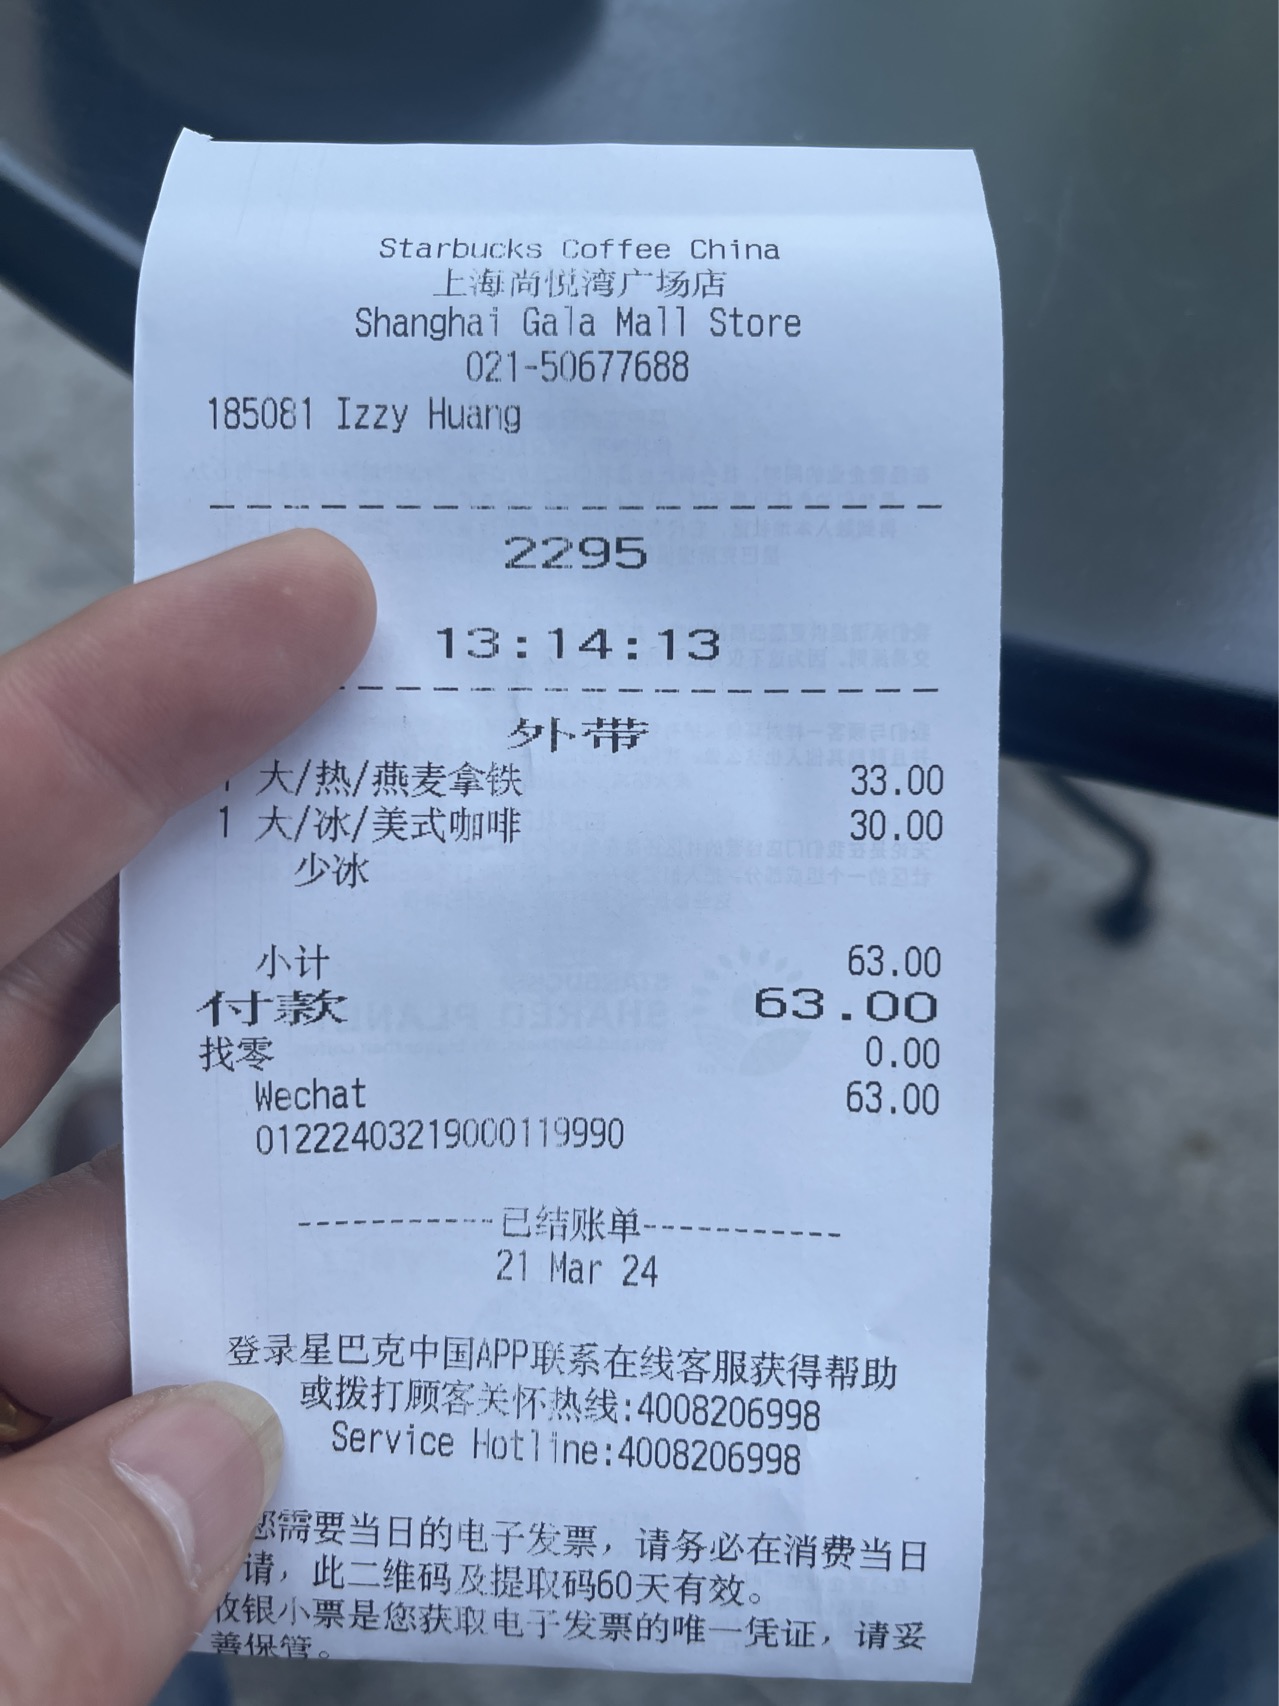 Starbucks Coffee China
上海尚悦湾广场店
Shanghai Gala Mall Store
021-50677688
185081 Izzy Huang
2295
13:14:13
外带
1 大/热/燕麦拿铁 33.00
1 大/冰/美式咖啡 30.00
少冰
小计 63.00
付款 63.00
找零 0.00
Wechat 63.00
01222403219000119990
-----------已结账单-----------
21 Mar 24
登录星巴克中国APP联系在线客服获得帮助
或拨打顾客关怀热线:4008206998
Service Hotline:4008206998
您需要当日的电子发票，请务必在消费当日
请，此二维码及提取码60天有效。
收银小票是您获取电子发票的唯一凭证，请妥
善保管。